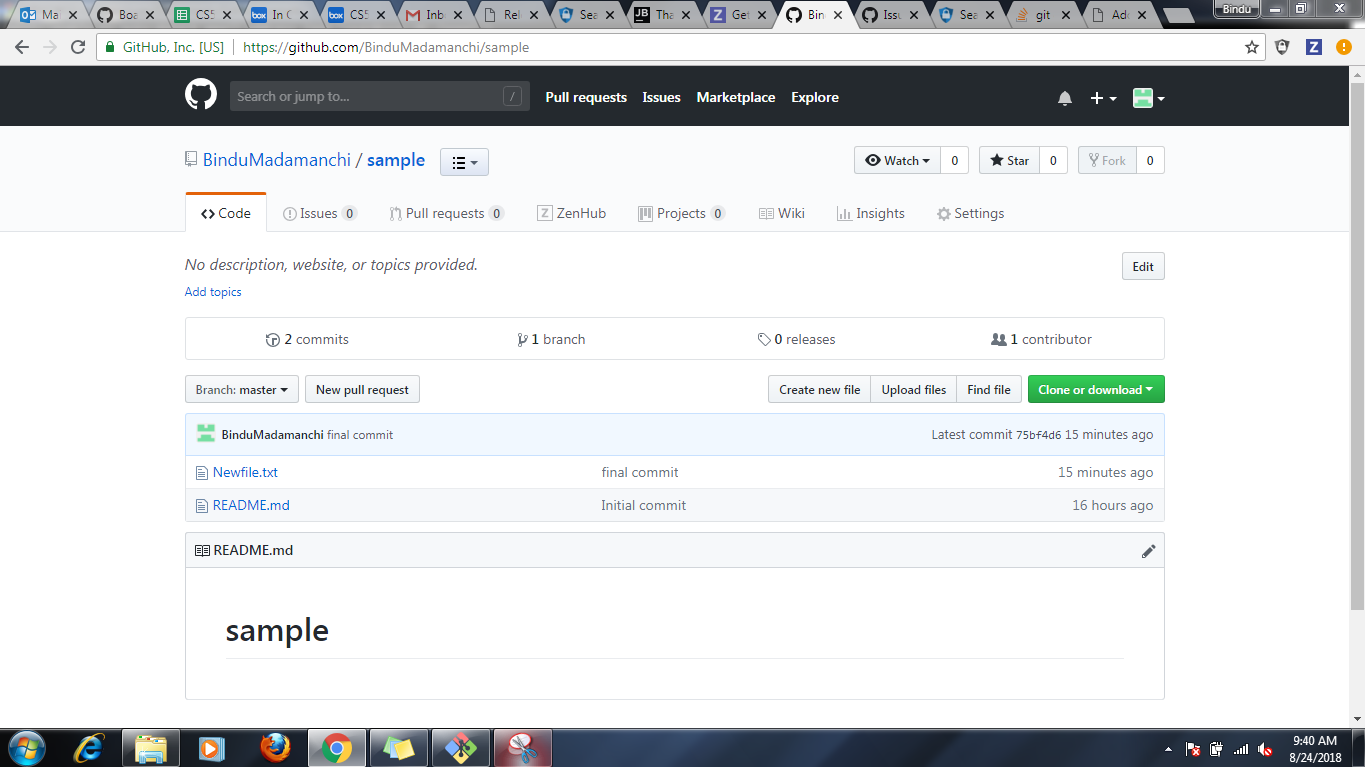 Ma Boa CS5 box In C box CS5 Inb Rel Sea JB Tha Z Get Bin Issu Sea git Add Bindu
GitHub, Inc. [US] https://github.com/BinduMadamanchi/sample Z
Search or jump to... / Pull requests Issues Marketplace Explore
BinduMadamanchi / sample Watch 0 Star 0 Fork 0
Code Issues 0 Pull requests 0 Z ZenHub Projects 0 Wiki Insights Settings
No description, website, or topics provided. Edit
Add topics
2 commits 1 branch 0 releases 1 contributor
Branch: master New pull request Create new file Upload files Find file Clone or download
BinduMadamanchi final commit Latest commit 75bf4d6 15 minutes ago
Newfile.txt final commit 15 minutes ago
README.md Initial commit 16 hours ago
README.md
sample
9:40 AM
8/24/2018